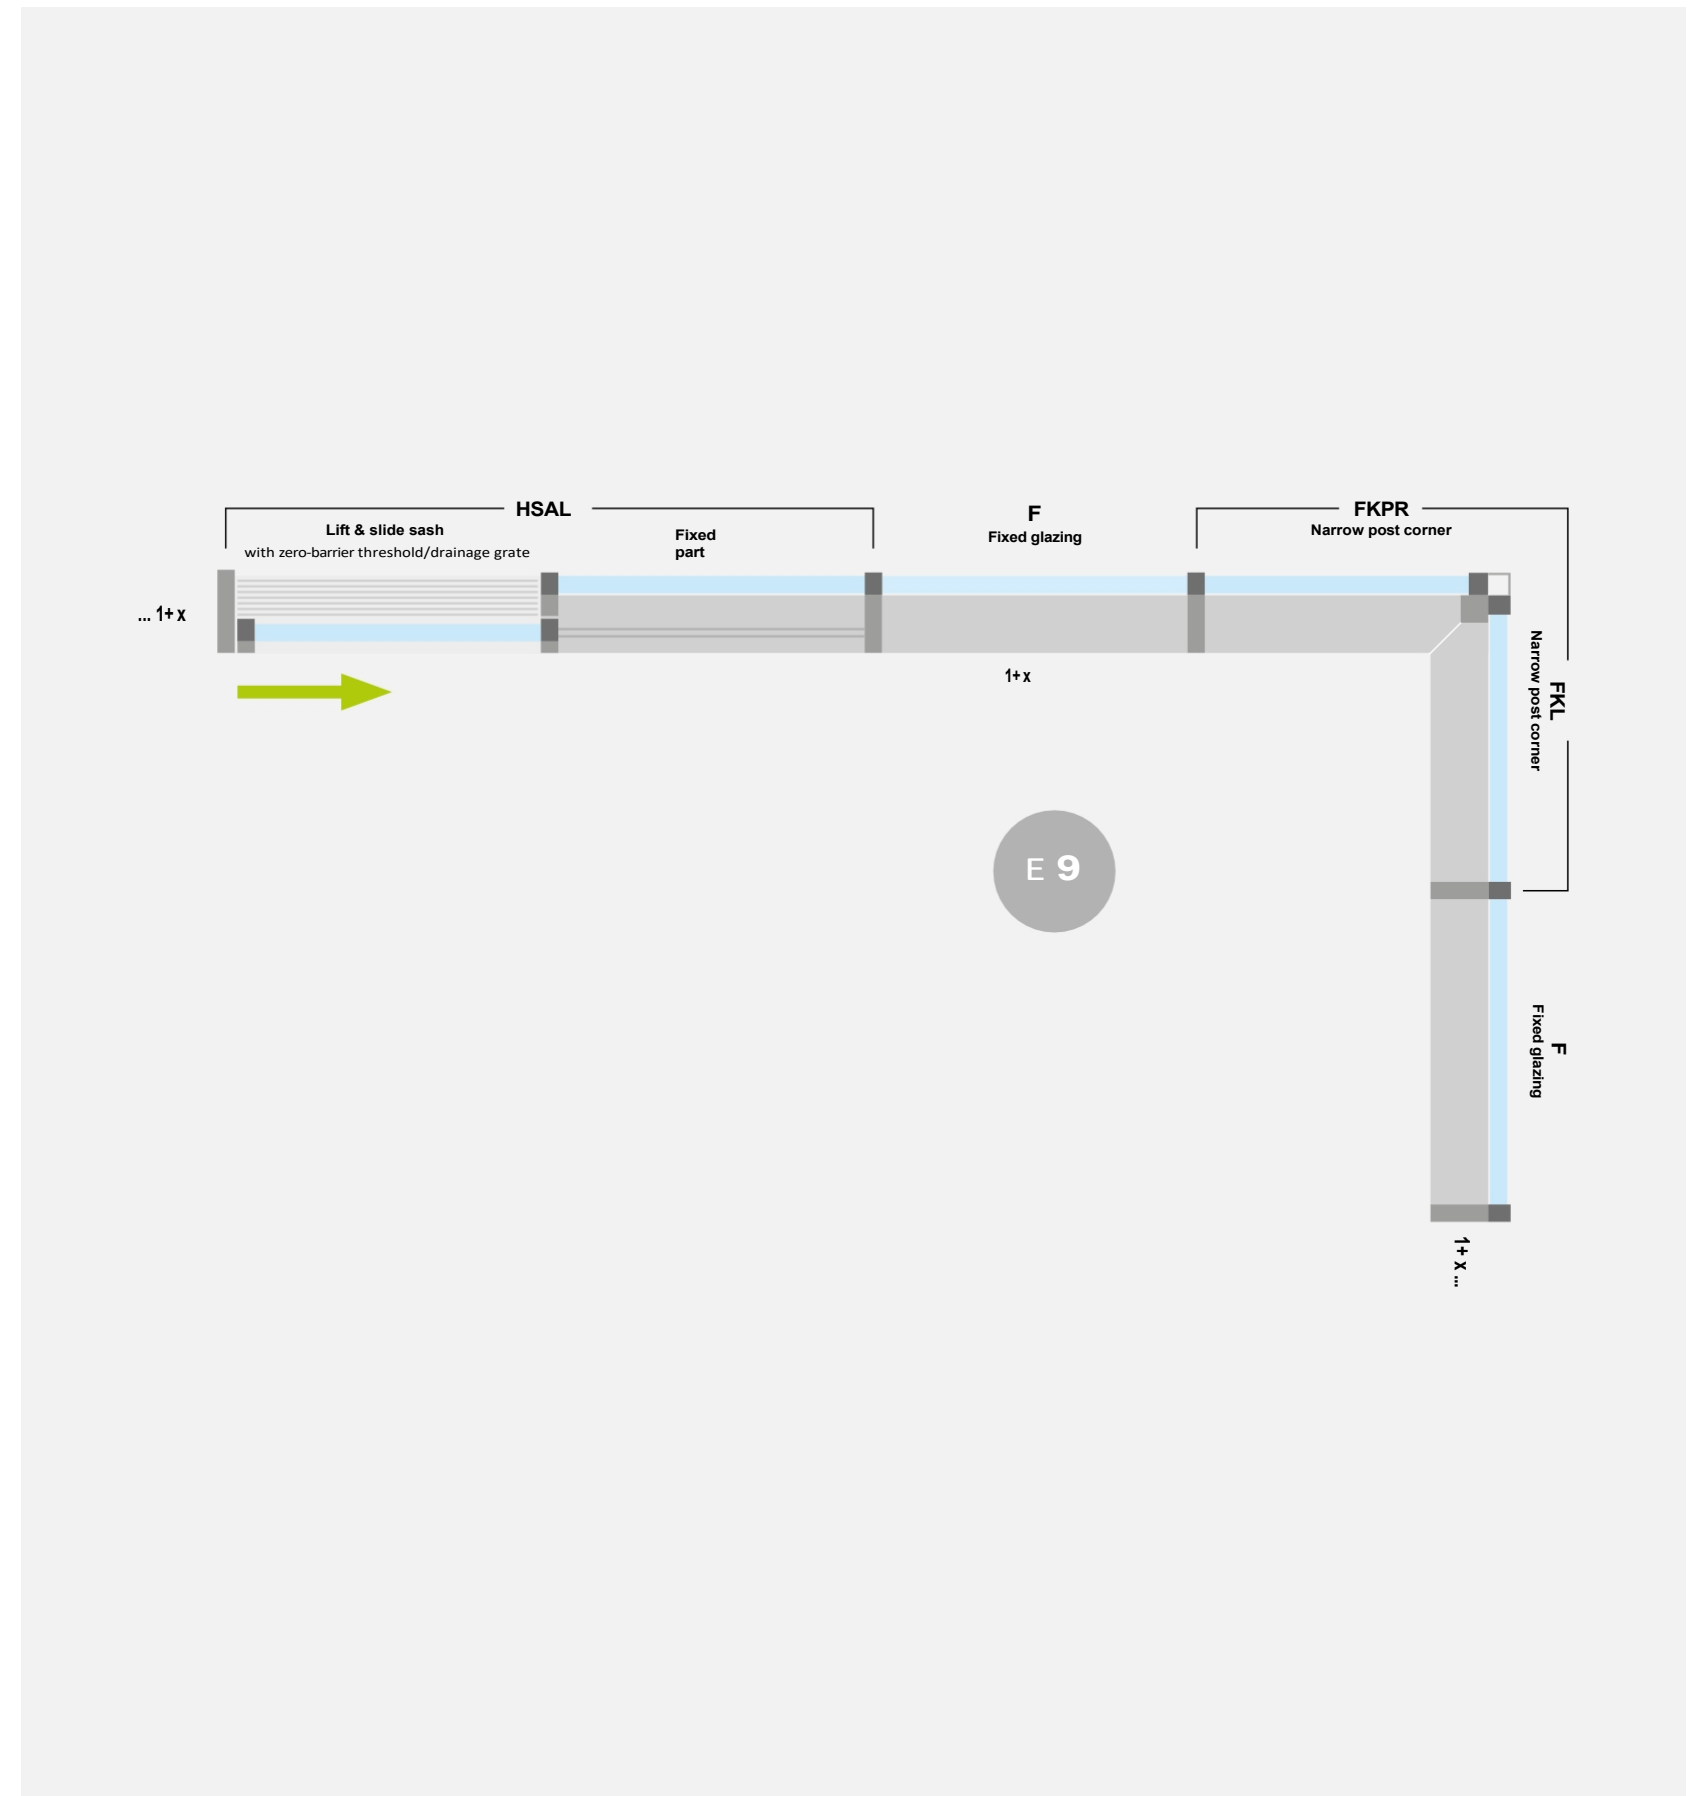 HSAL
Lift & slide sash
with zero-barrier threshold/drainage grate
Fixed
part
F
Fixed glazing
FKPR
Narrow post corner
... 1+ x
1+ x
FKL
Narrow post corner
E 9
F
Fixed glazing
1+ x ...